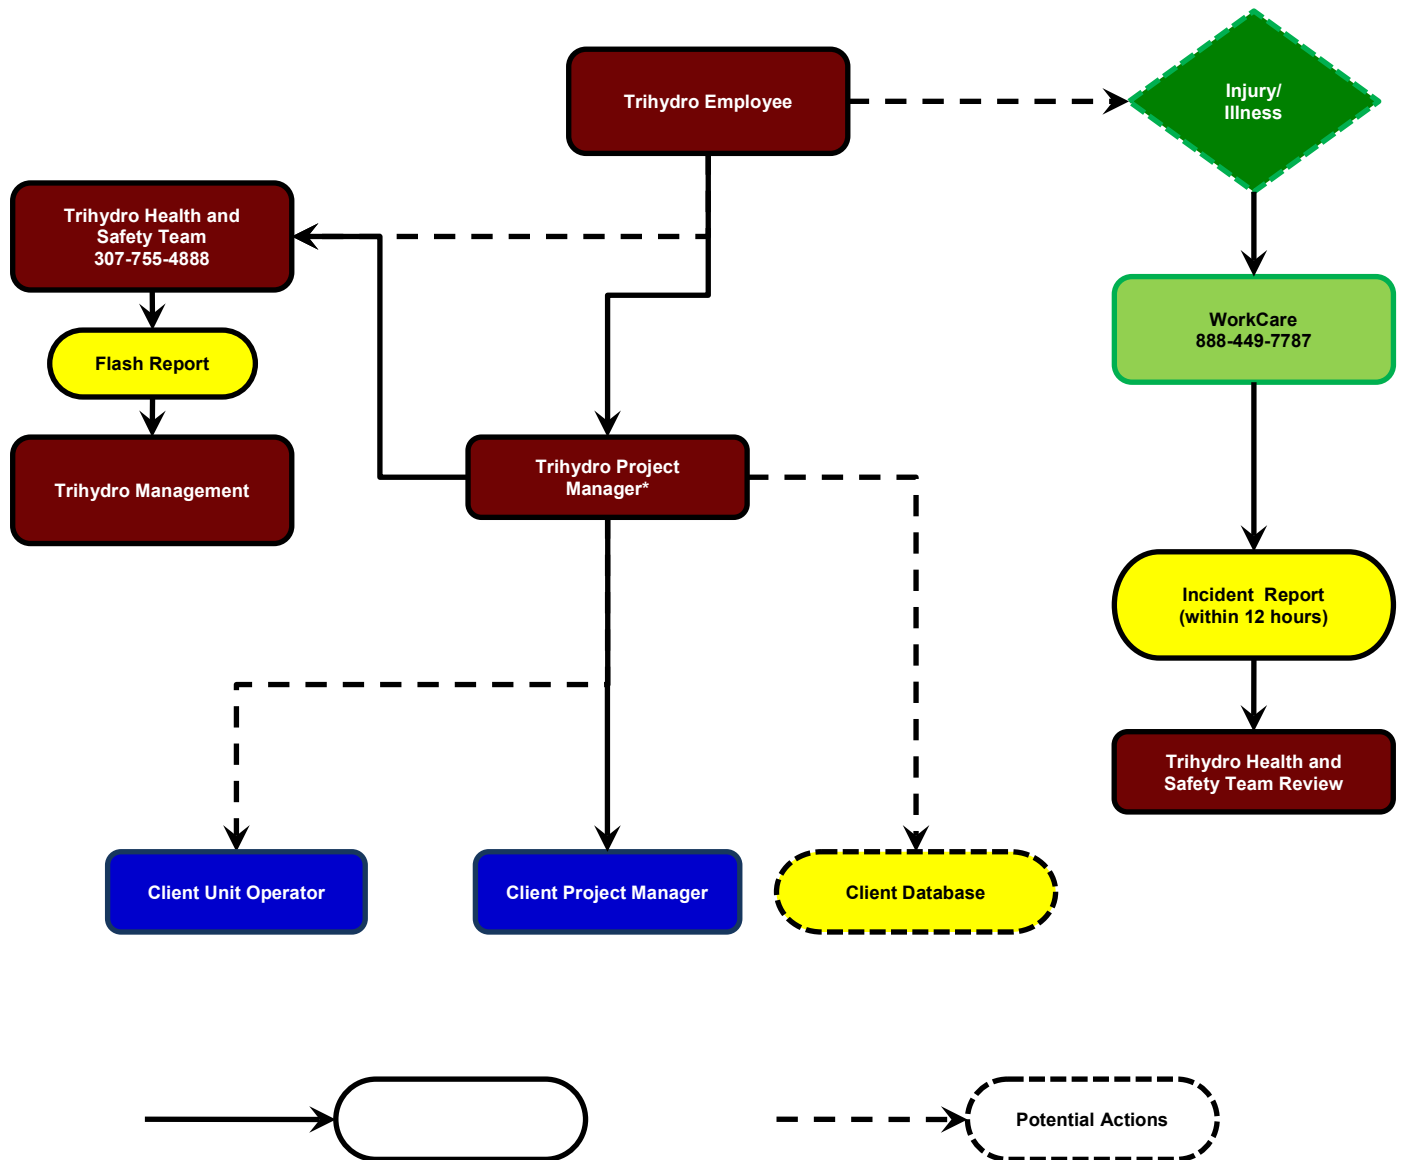 Trihydro Employee
Injury/
Illness
Trihydro Health and
Safety Team
307-755-4888
WorkCare
888-449-7787
Flash Report
Trihydro Management
Trihydro Project
Manager*
Incident Report
(within 12 hours)
Trihydro Health and
Safety Team Review
Client Unit Operator
Client Project Manager
Client Database
Potential Actions